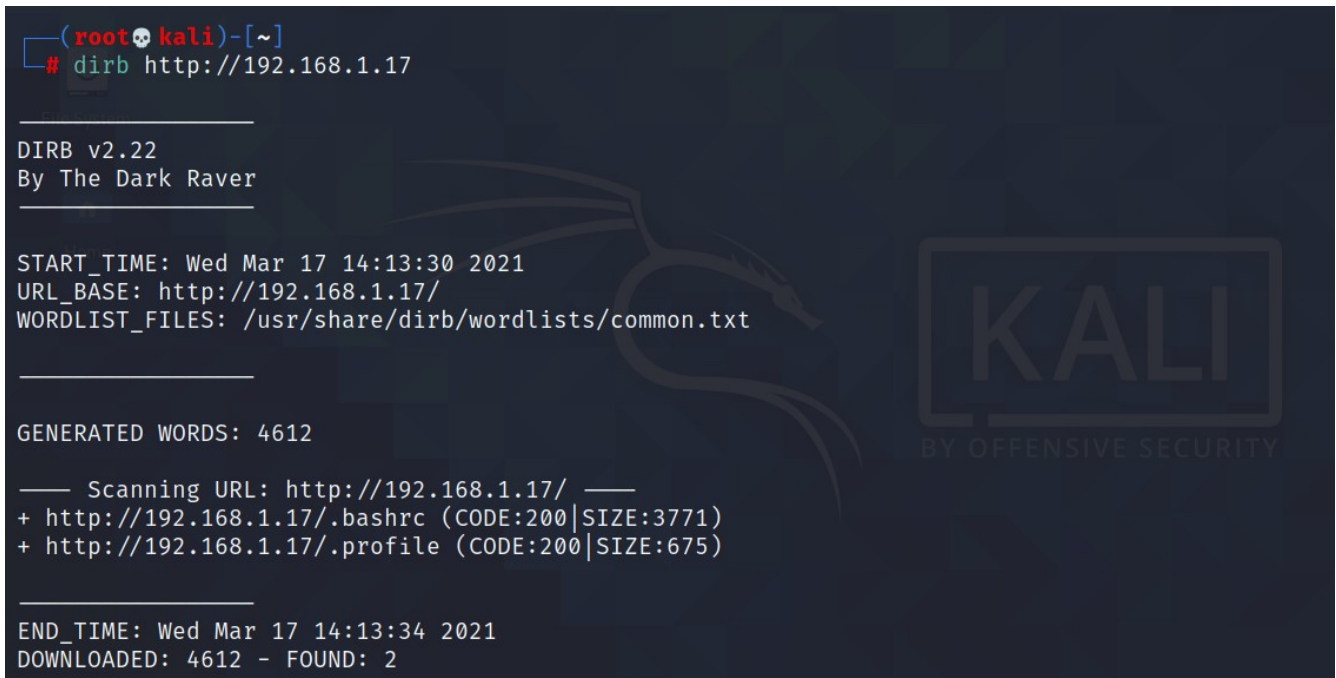 (root💀kali)-[~]
# dirb http://192.168.1.17
File System
DIRB v2.22
By The Dark Raver
Home
START_TIME: Wed Mar 17 14:13:30 2021
URL_BASE: http://192.168.1.17/
WORDLIST_FILES: /usr/share/dirb/wordlists/common.txt
KALI
GENERATED WORDS: 4612
BY OFFENSIVE SECURITY
—— Scanning URL: http://192.168.1.17/ ——
+ http://192.168.1.17/.bashrc (CODE:200|SIZE:3771)
+ http://192.168.1.17/.profile (CODE:200|SIZE:675)
END_TIME: Wed Mar 17 14:13:34 2021
DOWNLOADED: 4612 - FOUND: 2